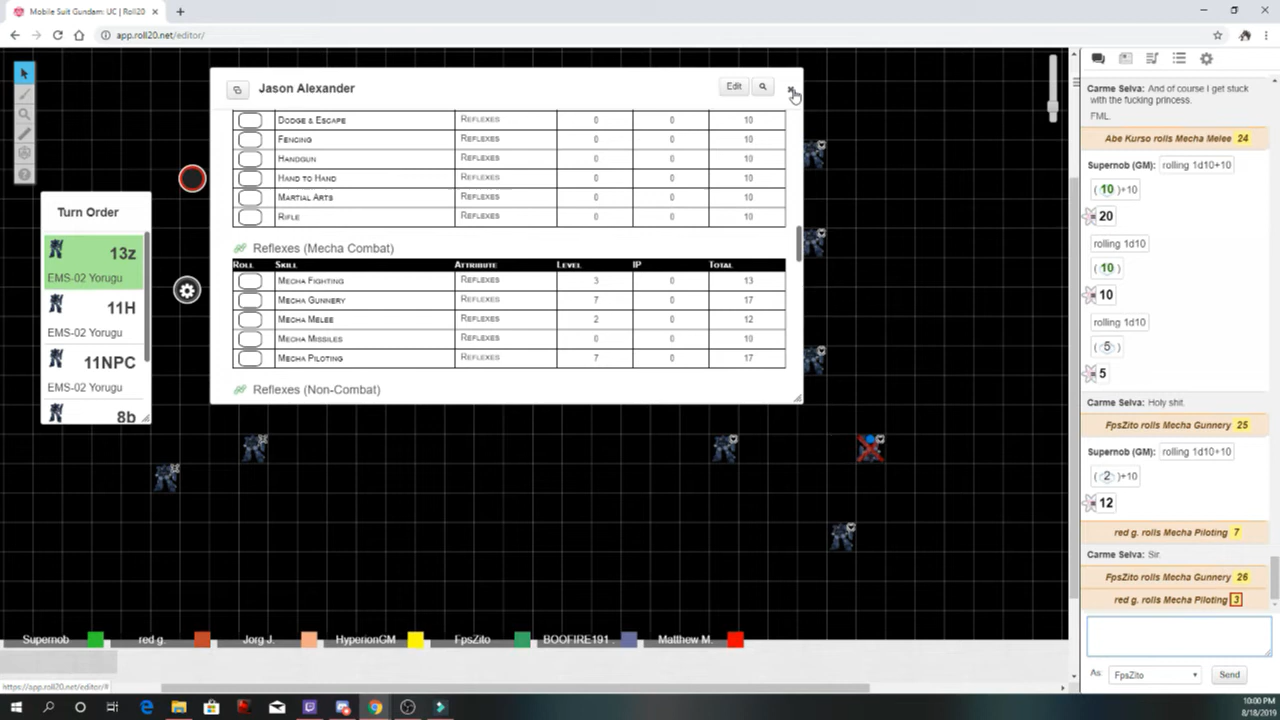 Mobile Suit Gundam: UC | Roll20
app.roll20.net/editor/
Jason Alexander
Edit
Dodge & Escape Reflexes 0 0 10
Fencing Reflexes 0 0 10
Handgun Reflexes 0 0 10
Hand to Hand Reflexes 0 0 10
Martial Arts Reflexes 0 0 10
Rifle Reflexes 0 0 10
Reflexes (Mecha Combat)
Roll Skill Attribute Level IP Total
Mecha Fighting Reflexes 3 0 13
Mecha Gunnery Reflexes 7 0 17
Mecha Melee Reflexes 2 0 12
Mecha Missiles Reflexes 0 0 10
Mecha Piloting Reflexes 7 0 17
Reflexes (Non-Combat)
Turn Order
13z
EMS-02 Yorugu
11H
EMS-02 Yorugu
11NPC
EMS-02 Yorugu
8b
Carme Selva: And of course I get stuck
with the fucking princess.
FML.
Abe Kurso rolls Mecha Melee 24
Supernob (GM): rolling 1d10+10
(10)+10
20
rolling 1d10
(10)
10
rolling 1d10
(5)
5
Carme Selva: Holy shit.
FpsZito rolls Mecha Gunnery 25
Supernob (GM): rolling 1d10+10
(2)+10
12
red g. rolls Mecha Piloting 7
Carme Selva: Sir.
FpsZito rolls Mecha Gunnery 26
red g. rolls Mecha Piloting 3
As: FpsZito
Send
Supernob
red g.
Jorg J.
HyperionGM
FpsZito
BOOFIRE191 .
Matthew M.
https://app.roll20.net/editor/#
10:00 PM
8/18/2019